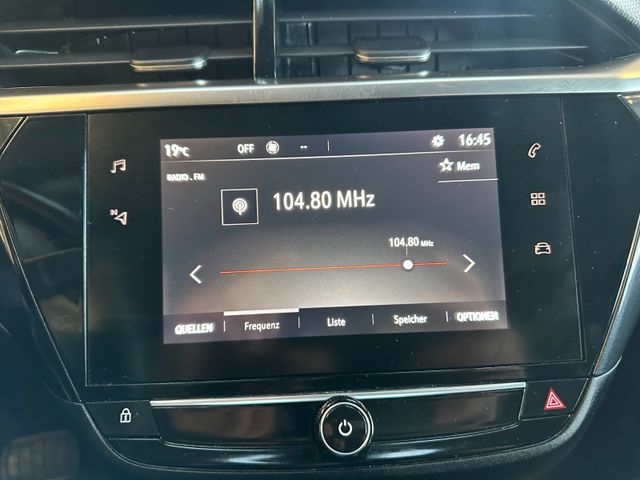 19°C OFF -- 16:45
Mem
RADIO . FM
N
104.80 MHz
104.80 MHz
QUELLEN Frequenz Liste Speicher OPTIONEN